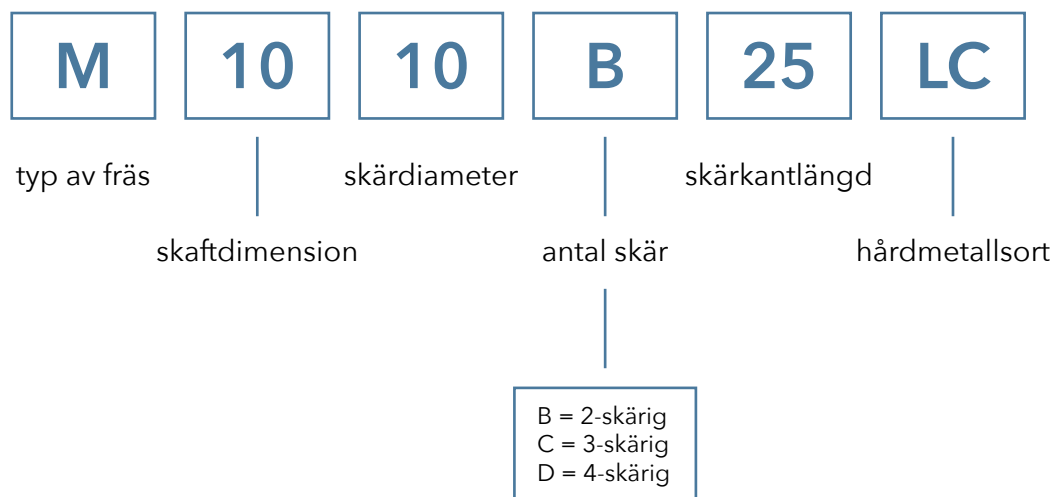 M 10 10 B 25 LC
typ av fräs skärdiameter skärkantlängd
skaftdimension antal skär hårdmetallsort
B = 2-skärig
C = 3-skärig
D = 4-skärig